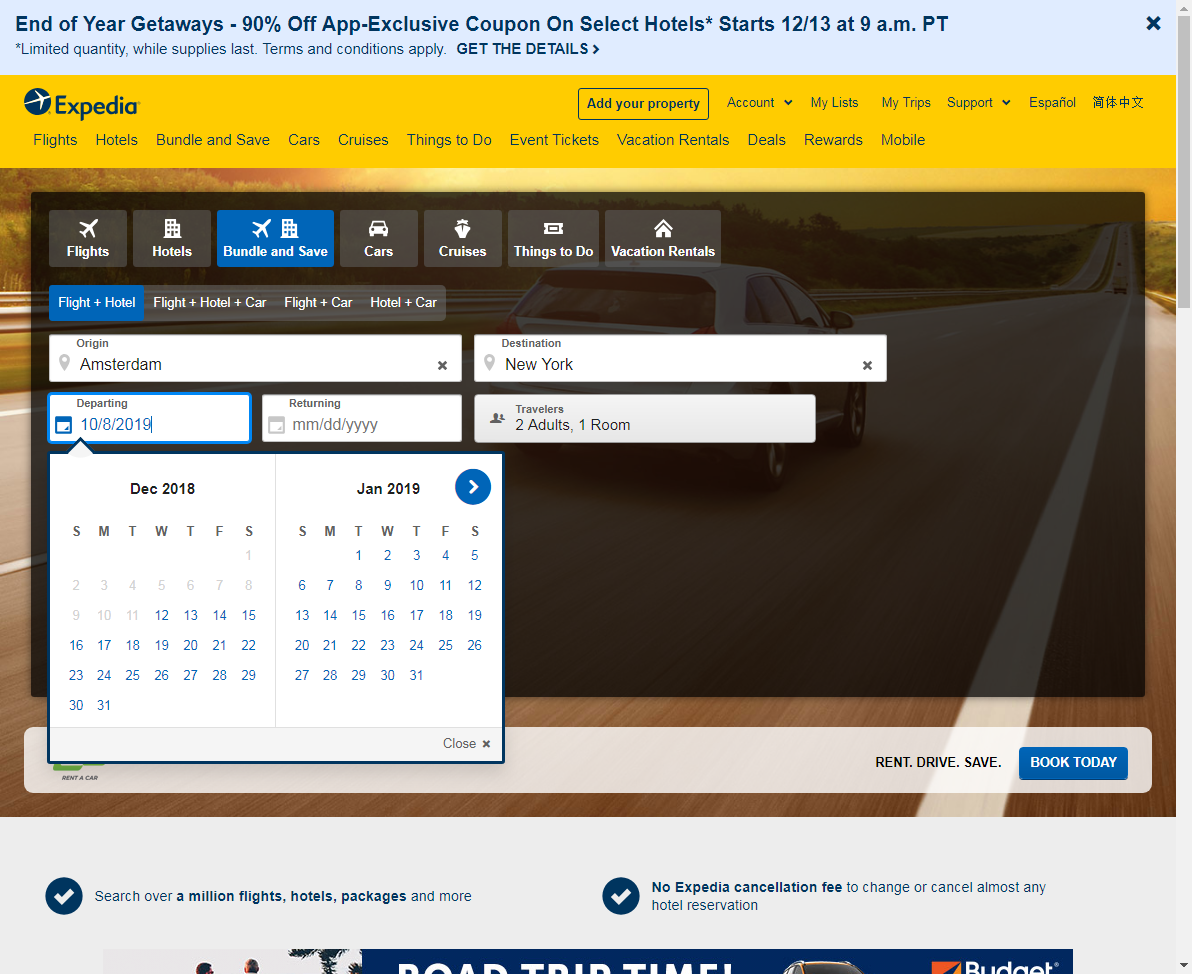 End of Year Getaways - 90% Off App-Exclusive Coupon On Select Hotels* Starts 12/13 at 9 a.m. PT
*Limited quantity, while supplies last. Terms and conditions apply. GET THE DETAILS
Expedia
Add your property Account My Lists My Trips Support Español 简体中文
Flights Hotels Bundle and Save Cars Cruises Things to Do Event Tickets Vacation Rentals Deals Rewards Mobile
Flights Hotels Bundle and Save Cars Cruises Things to Do Vacation Rentals
Flight + Hotel Flight + Hotel + Car Flight + Car Hotel + Car
Origin Destination
Amsterdam New York
Departing Returning Travelers
10/8/2019 mm/dd/yyyy 2 Adults, 1 Room
Dec 2018 Jan 2019
S M T W T F S S M T W T F S
1 1 2 3 4 5
2 3 4 5 6 7 8 6 7 8 9 10 11 12
9 10 11 12 13 14 15 13 14 15 16 17 18 19
16 17 18 19 20 21 22 20 21 22 23 24 25 26
23 24 25 26 27 28 29 27 28 29 30 31
30 31
Close
RENT A CAR
RENT. DRIVE. SAVE. BOOK TODAY
Search over a million flights, hotels, packages and more
No Expedia cancellation fee to change or cancel almost any
hotel reservation
ROAD TRIP TIME! Budget